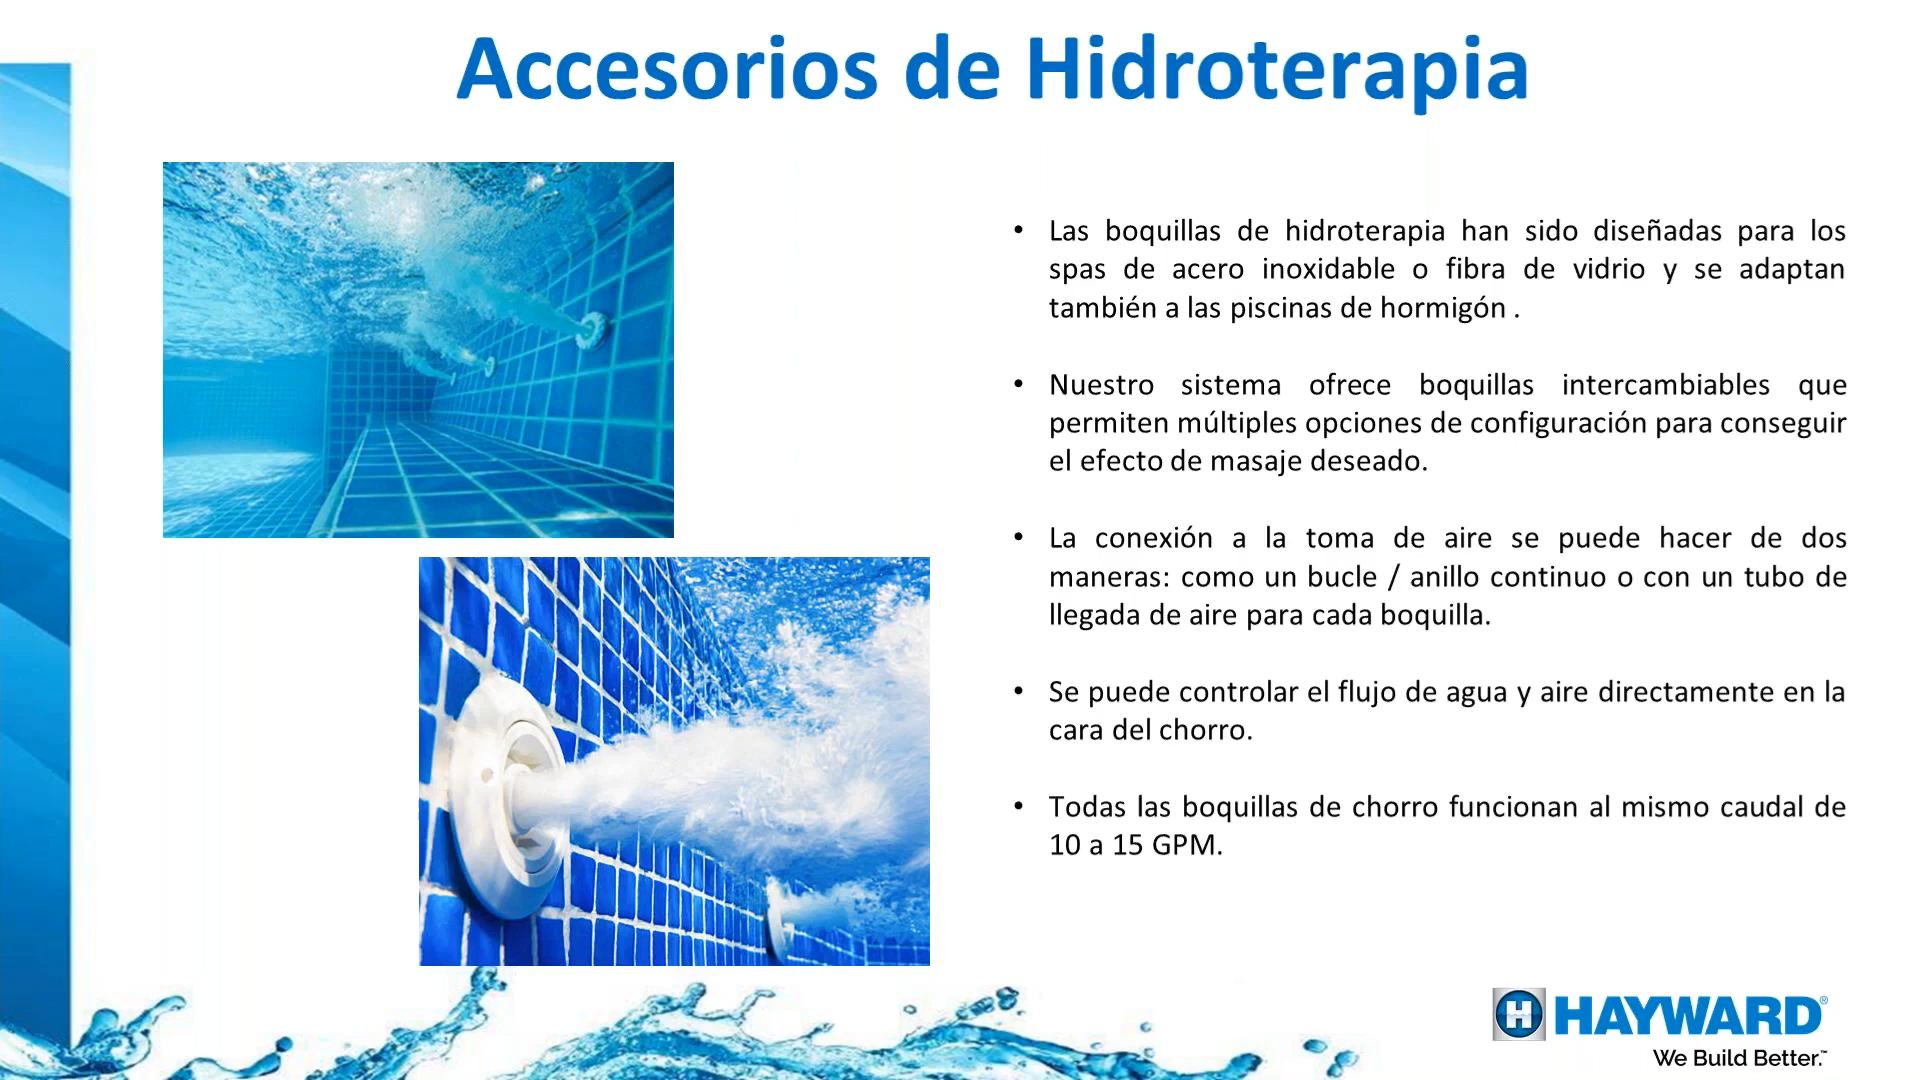 Accesorios de Hidroterapia
• Las boquillas de hidroterapia han sido diseñadas para los
spas de acero inoxidable o fibra de vidrio y se adaptan
también a las piscinas de hormigón .
• Nuestro sistema ofrece boquillas intercambiables que
permiten múltiples opciones de configuración para conseguir
el efecto de masaje deseado.
• La conexión a la toma de aire se puede hacer de dos
maneras: como un bucle / anillo continuo o con un tubo de
llegada de aire para cada boquilla.
• Se puede controlar el flujo de agua y aire directamente en la
cara del chorro.
• Todas las boquillas de chorro funcionan al mismo caudal de
10 a 15 GPM.
H HAYWARD®
We Build Better.™